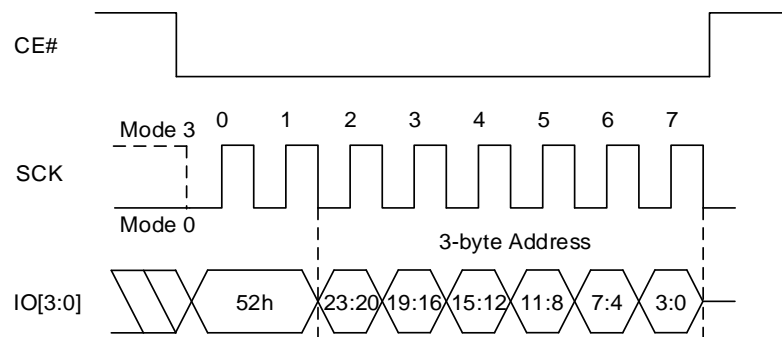 CE#
0 1 2 3 4 5 6 7
Mode 3
SCK
Mode 0
3-byte Address
IO[3:0] 52h 23:20 19:16 15:12 11:8 7:4 3:0